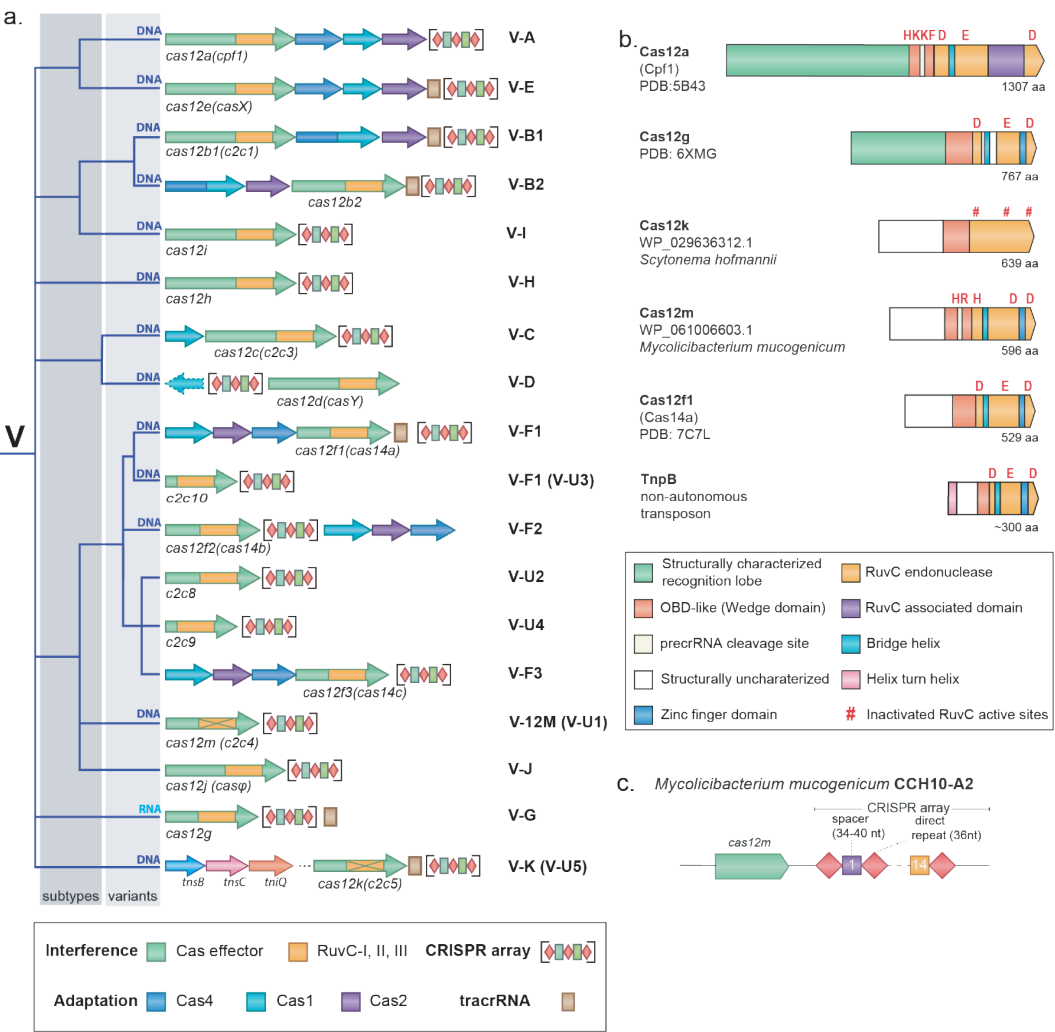 a.
DNA
cas12a(cpf1)
V-A
DNA
cas12e(casX)
V-E
DNA
cas12b1(c2c1)
V-B1
DNA
cas12b2
V-B2
DNA
cas12i
V-I
DNA
cas12h
V-H
DNA
cas12c(c2c3)
V-C
DNA
cas12d(casY)
V-D
V
DNA
cas12f1(cas14a)
V-F1
DNA
c2c10
V-F1 (V-U3)
DNA
cas12f2(cas14b)
V-F2
c2c8
V-U2
c2c9
V-U4
cas12f3(cas14c)
V-F3
DNA
cas12m (c2c4)
V-12M (V-U1)
cas12j (casφ)
V-J
RNA
cas12g
V-G
DNA
tnsB
tnsC
tniQ
cas12k(c2c5)
V-K (V-U5)
subtypes
variants
Interference
Cas effector
RuvC-I, II, III
CRISPR array
Adaptation
Cas4
Cas1
Cas2
tracrRNA
b.
Cas12a
(Cpf1)
PDB:5B43
HKKF D E D
1307 aa
Cas12g
PDB: 6XMG
D E D
767 aa
Cas12k
WP_029636312.1
Scytonema hofmannii
# # #
639 aa
Cas12m
WP_061006603.1
Mycolicibacterium mucogenicum
HR H D D
596 aa
Cas12f1
(Cas14a)
PDB: 7C7L
D E D
529 aa
TnpB
non-autonomous
transposon
D E D
~300 aa
Structurally charaterized
recognition lobe
RuvC endonuclease
OBD-like (Wedge domain)
RuvC associated domain
precrRNA cleavage site
Bridge helix
Structurally uncharaterized
Helix turn helix
Zinc finger domain
# Inactivated RuvC active sites
c.
Mycolicibacterium mucogenicum CCH10-A2
CRISPR array
spacer
(34-40 nt)
direct
repeat (36nt)
cas12m
1
14